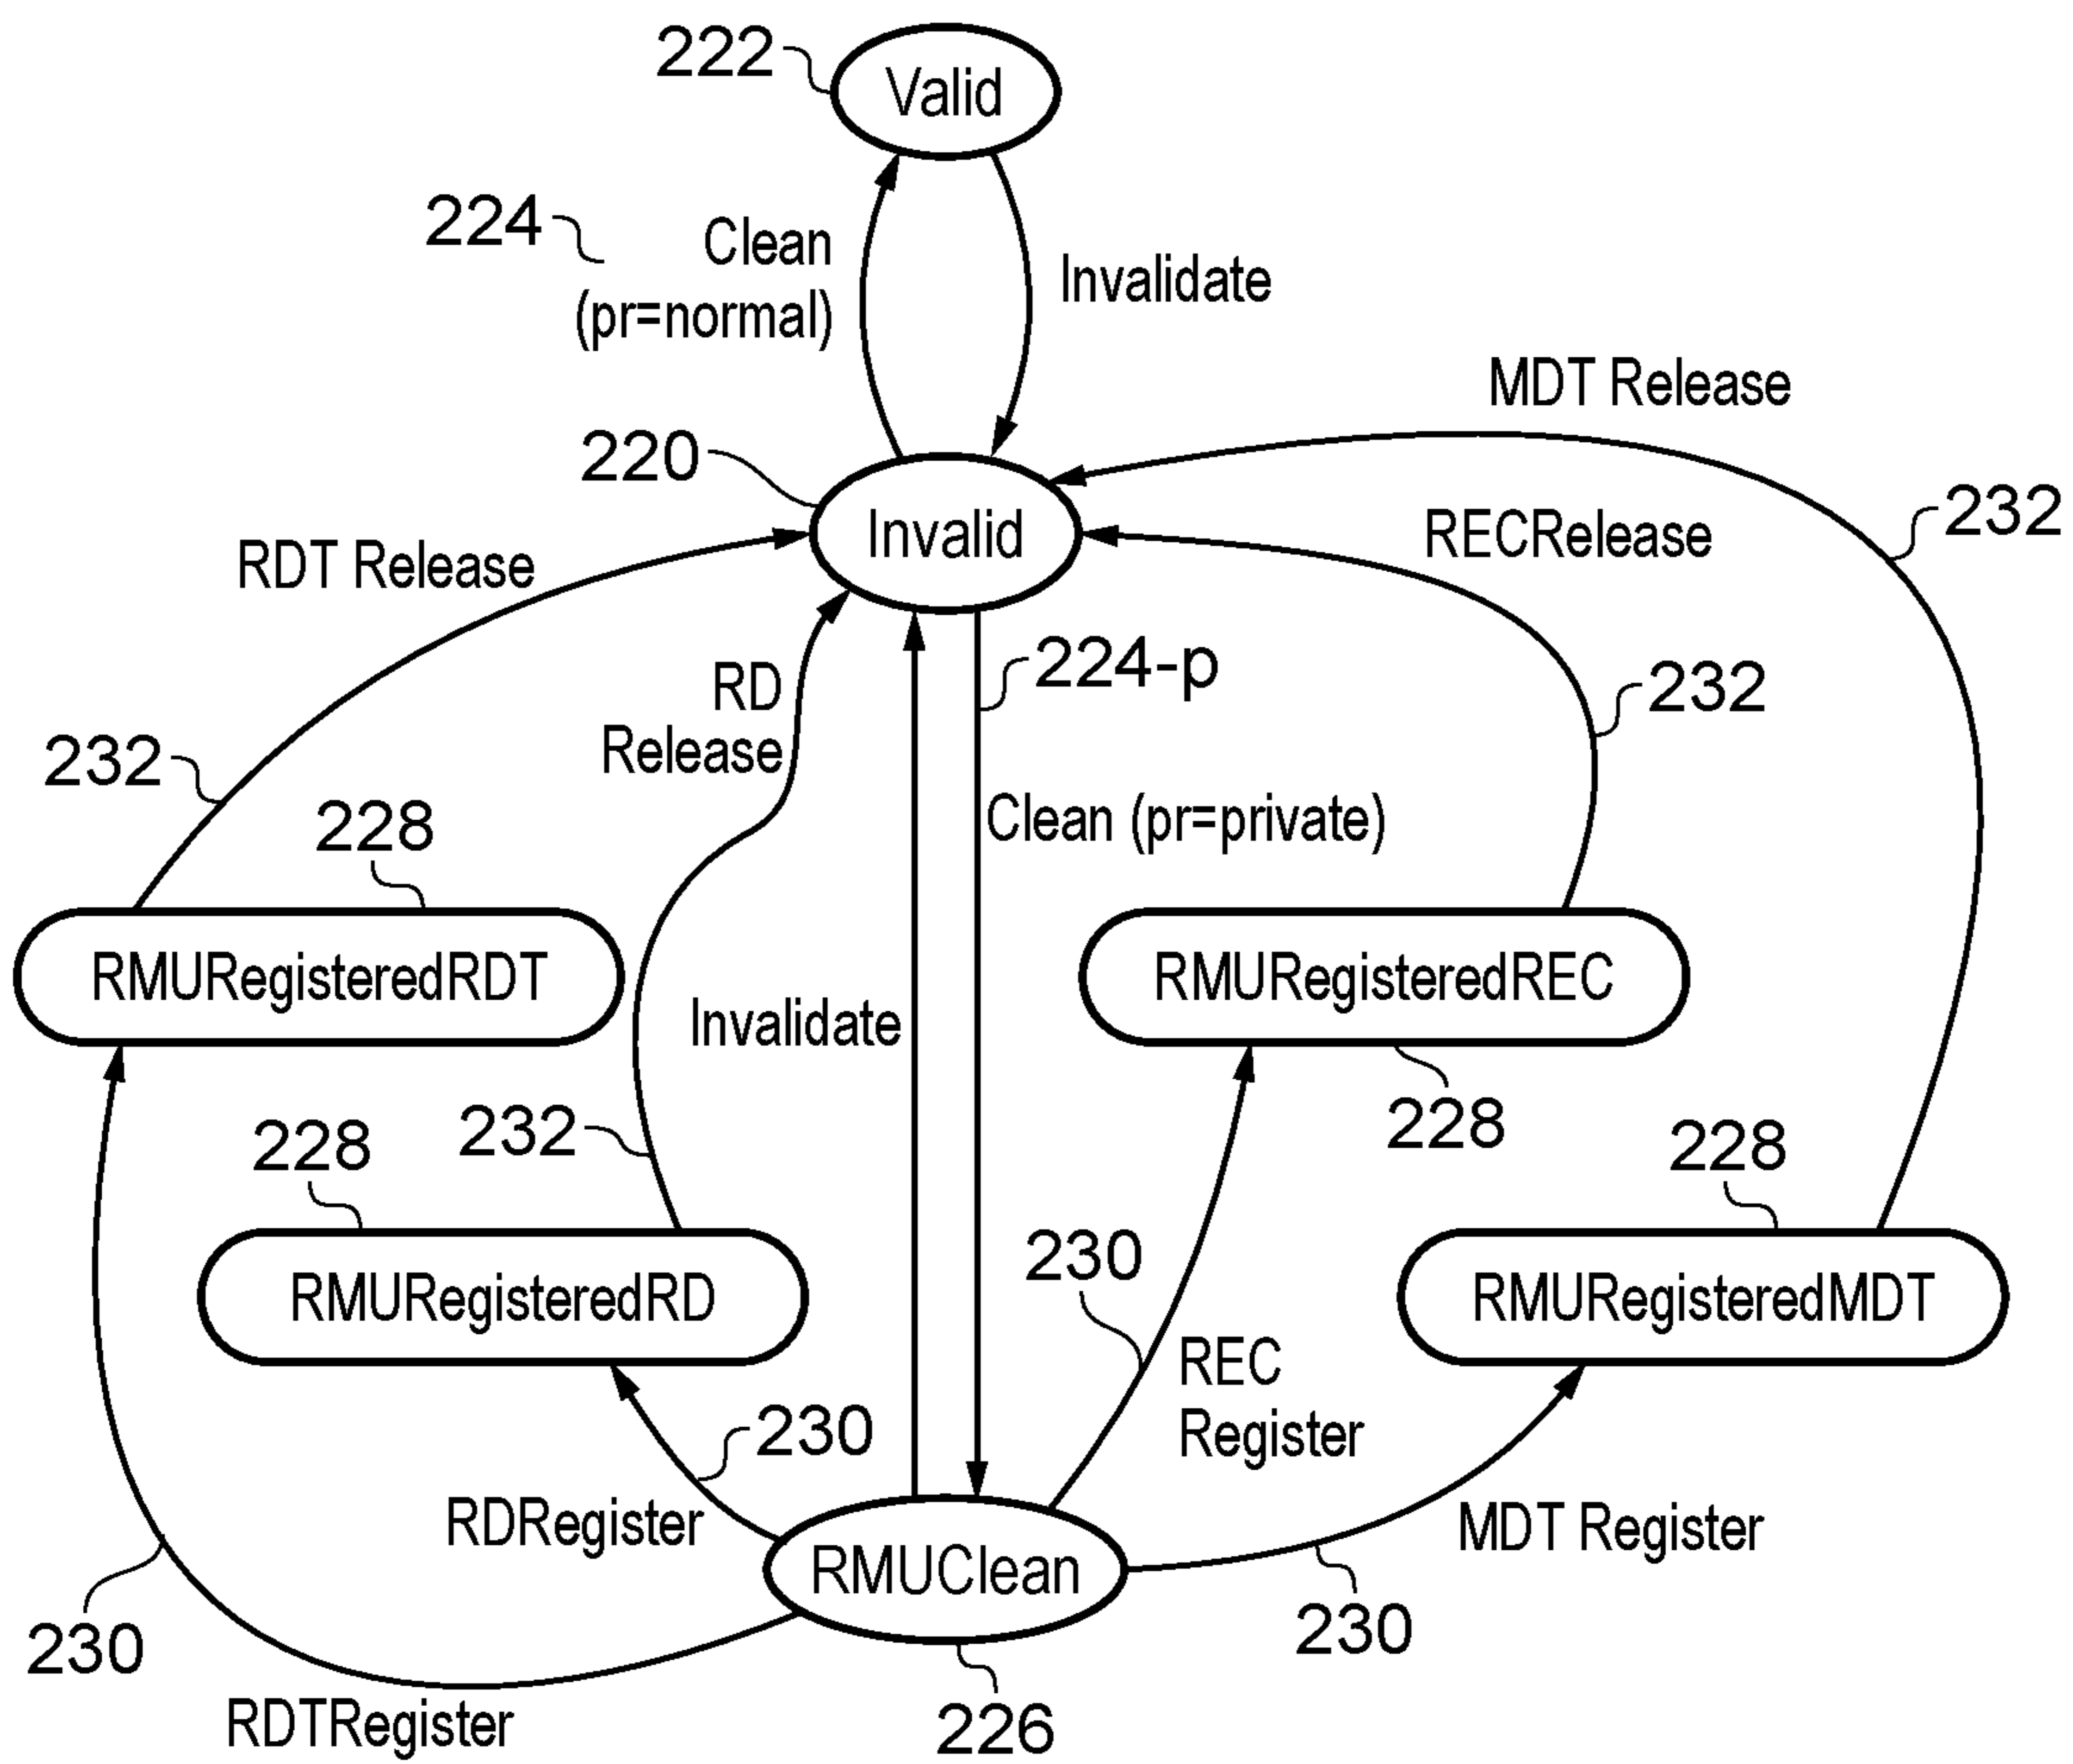 222
Valid
224
Clean
(pr=normal)
Invalidate
MDT Release
220
Invalid
232
RECRelease
RDT Release
224-p
RD
Release
232
232
228
Clean (pr=private)
RMURegisteredRDT
RMURegisteredREC
Invalidate
228
232
228
228
RMURegisteredRD
230
RMURegisteredMDT
REC
Register
230
RDRegister
MDT Register
RMUClean
230
230
RDTRegister
226